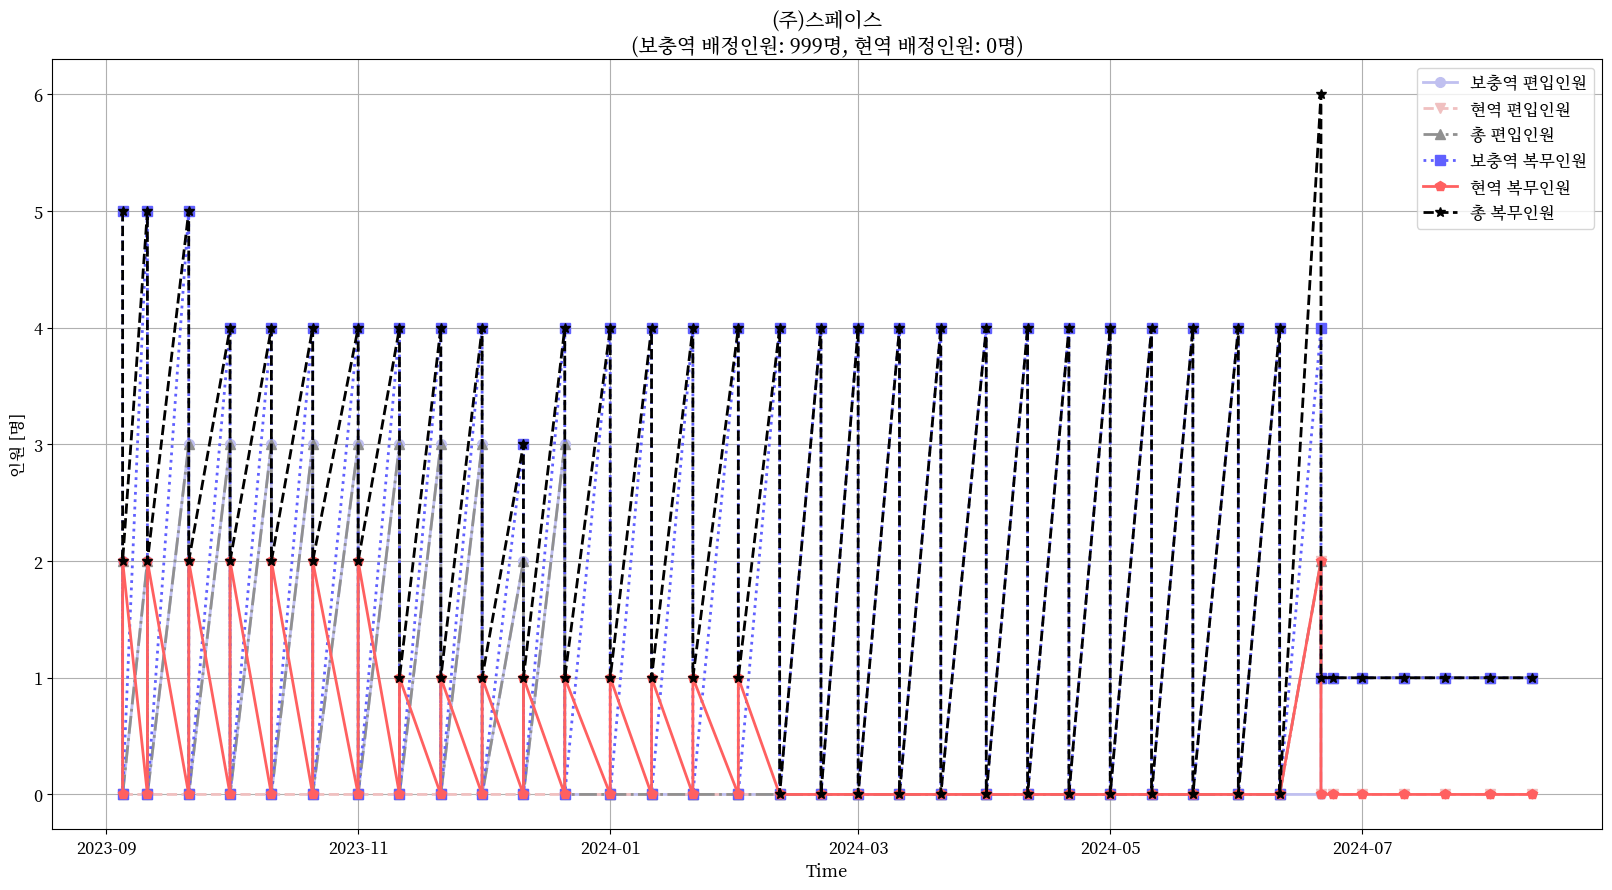 (주)스페이스
(보충역 배정인원: 999명, 현역 배정인원: 0명)
인원 [명]
6
5
4
3
2
1
0
보충역 편입인원
현역 편입인원
총 편입인원
보충역 복무인원
현역 복무인원
총 복무인원
2023-09
2023-11
2024-01
2024-03
2024-05
2024-07
Time